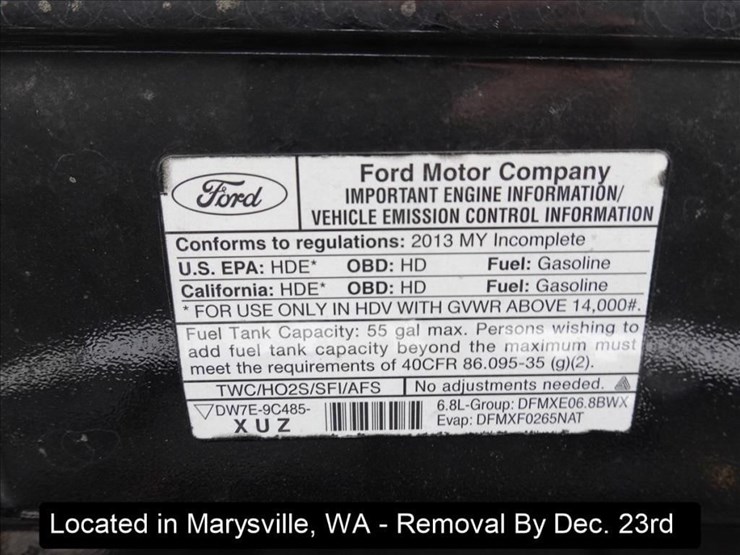 Ford
Ford Motor Company
IMPORTANT ENGINE INFORMATION/
VEHICLE EMISSION CONTROL INFORMATION
Conforms to regulations: 2013 MY Incomplete
U.S. EPA: HDE* OBD: HD Fuel: Gasoline
California: HDE* OBD: HD Fuel: Gasoline
* FOR USE ONLY IN HDV WITH GVWR ABOVE 14,000#.
Fuel Tank Capacity: 55 gal max. Persons wishing to
add fuel tank capacity beyond the maximum must
meet the requirements of 40CFR 86.095-35 (g)(2).
TWC/HO2S/SFI/AFS No adjustments needed.
DW7E-9C485- 6.8L-Group: DFMXE06.8BWX
XUZ Evap: DFMXF0265NAT
Located in Marysville, WA - Removal By Dec. 23rd